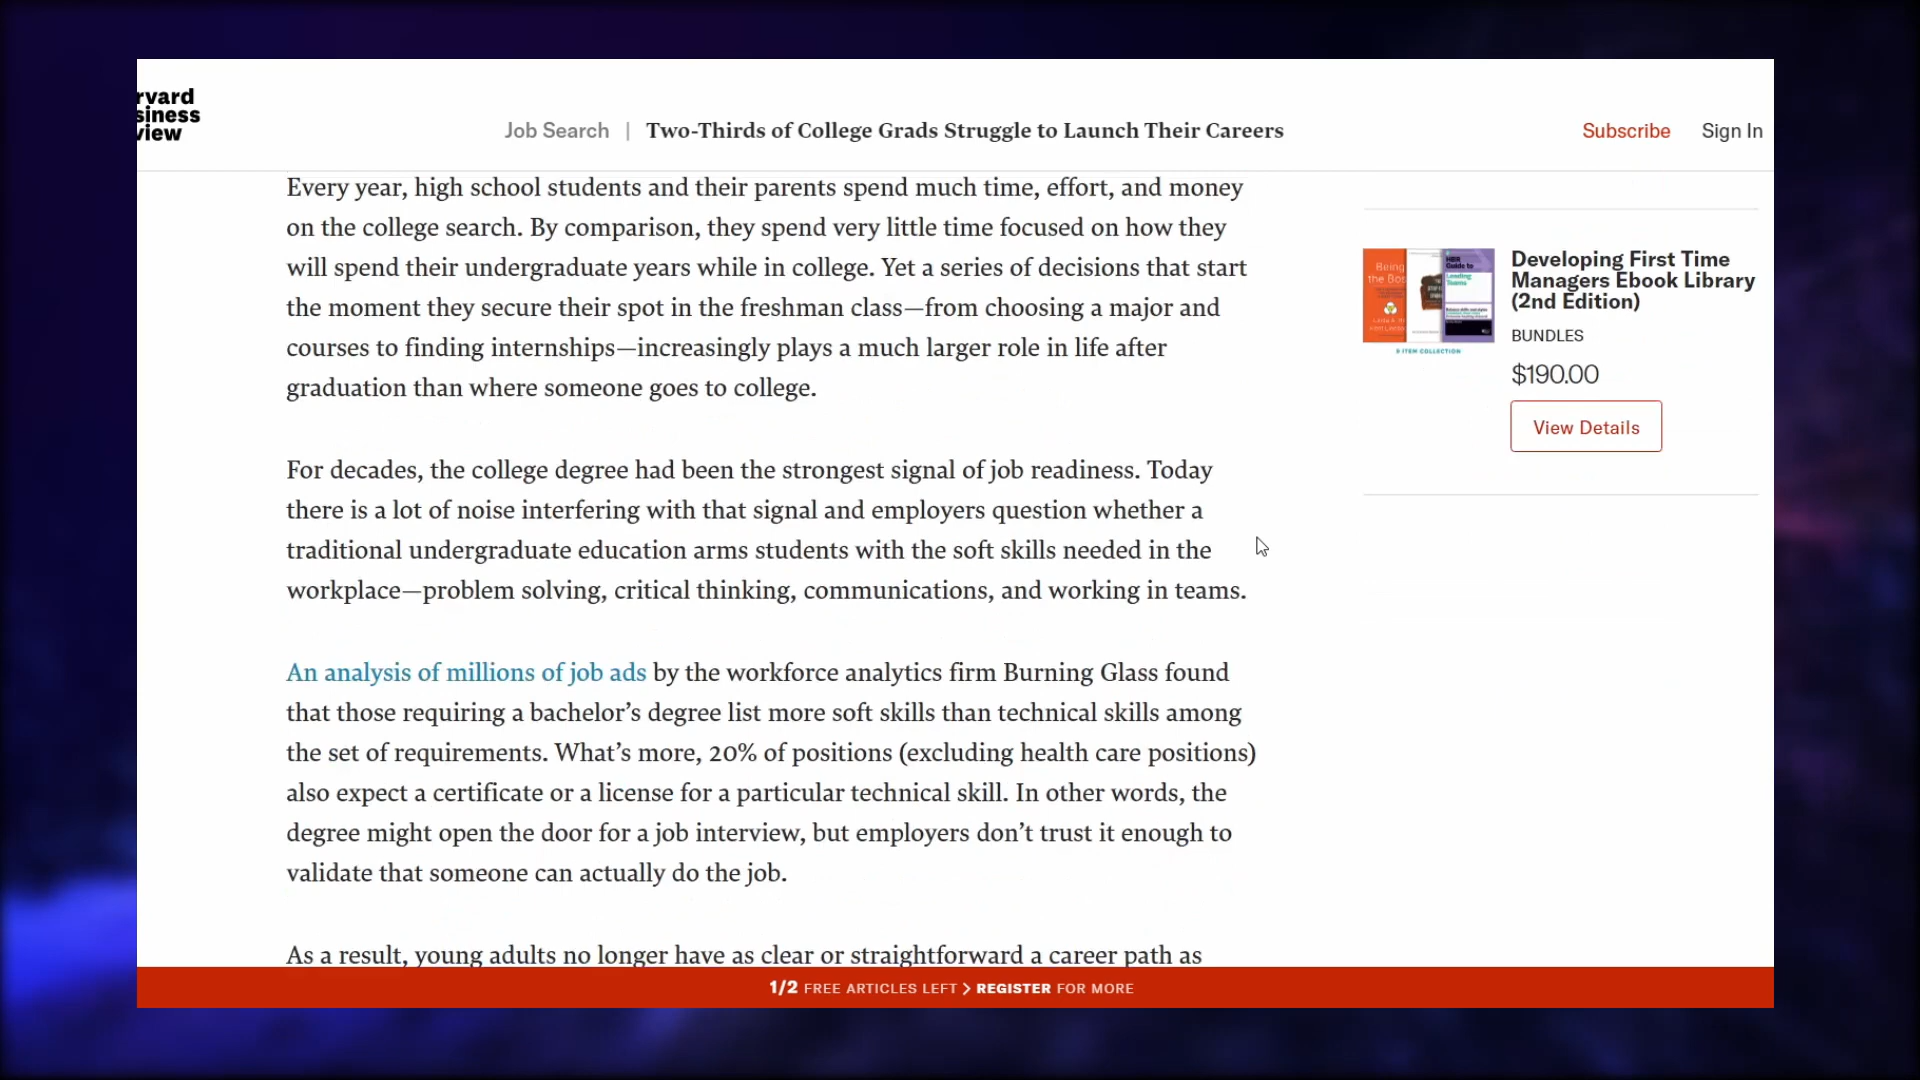 rvard
siness
view
Job Search | Two-Thirds of College Grads Struggle to Launch Their Careers
Subscribe Sign In
Every year, high school students and their parents spend much time, effort, and money
on the college search. By comparison, they spend very little time focused on how they
will spend their undergraduate years while in college. Yet a series of decisions that start
the moment they secure their spot in the freshman class—from choosing a major and
courses to finding internships—increasingly plays a much larger role in life after
graduation than where someone goes to college.
For decades, the college degree had been the strongest signal of job readiness. Today
there is a lot of noise interfering with that signal and employers question whether a
traditional undergraduate education arms students with the soft skills needed in the
workplace—problem solving, critical thinking, communications, and working in teams.
An analysis of millions of job ads by the workforce analytics firm Burning Glass found
that those requiring a bachelor’s degree list more soft skills than technical skills among
the set of requirements. What’s more, 20% of positions (excluding health care positions)
also expect a certificate or a license for a particular technical skill. In other words, the
degree might open the door for a job interview, but employers don’t trust it enough to
validate that someone can actually do the job.
As a result, young adults no longer have as clear or straightforward a career path as
Being
the Bos
HBR
Guide to
Leading
Teams
9 ITEM COLLECTION
Developing First Time
Managers Ebook Library
(2nd Edition)
BUNDLES
$190.00
View Details
1/2 FREE ARTICLES LEFT > REGISTER FOR MORE